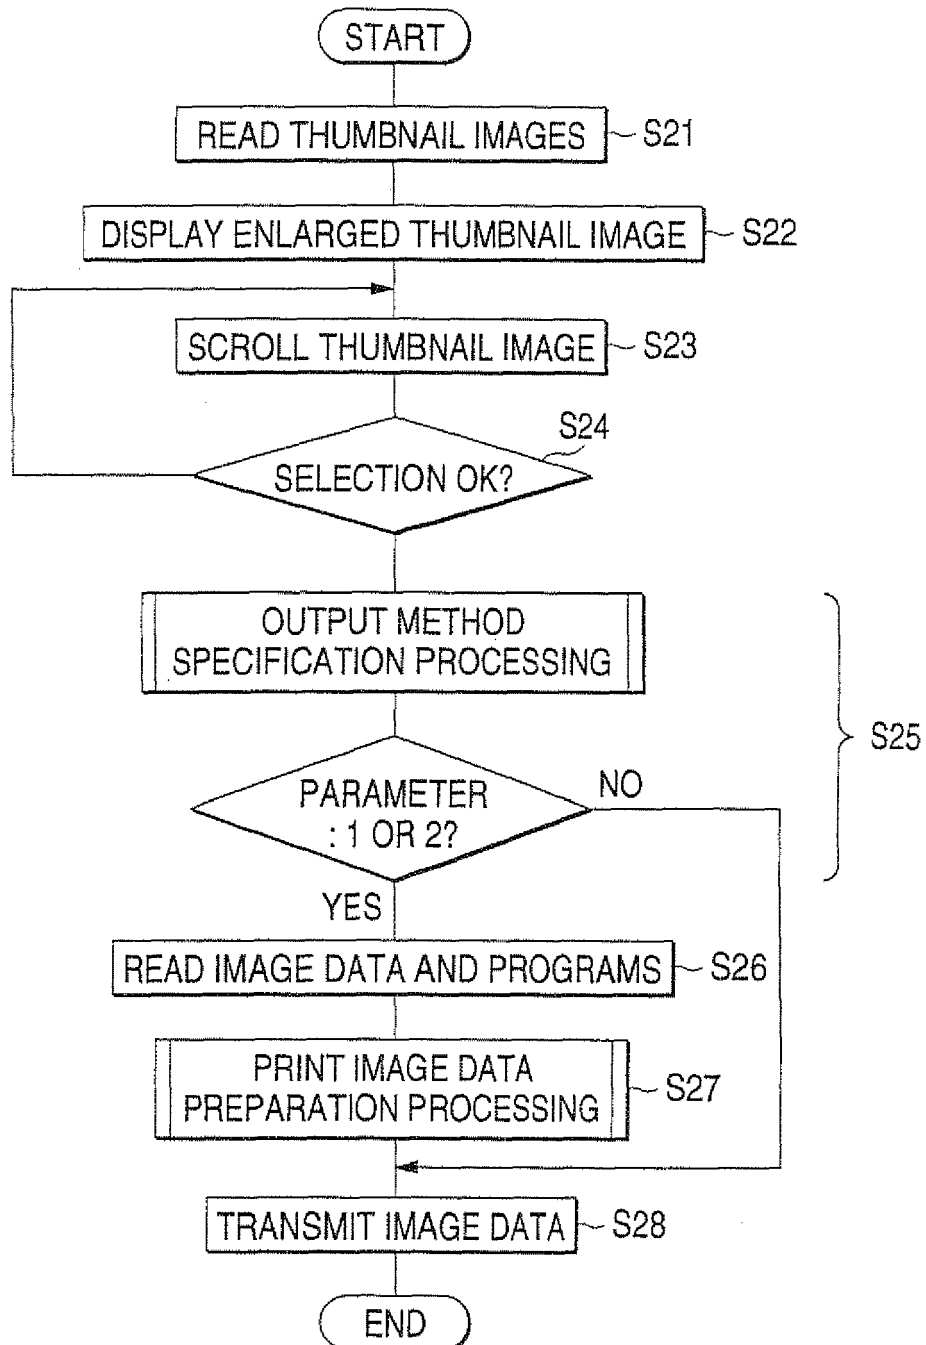 START
READ THUMBNAIL IMAGES
S21
DISPLAY ENLARGED THUMBNAIL IMAGE
S22
SCROLL THUMBNAIL IMAGE
S23
S24
SELECTION OK?
OUTPUT METHOD
SPECIFICATION PROCESSING
S25
PARAMETER
: 1 OR 2?
NO
YES
READ IMAGE DATA AND PROGRAMS
S26
PRINT IMAGE DATA
PREPARATION PROCESSING
S27
TRANSMIT IMAGE DATA
S28
END